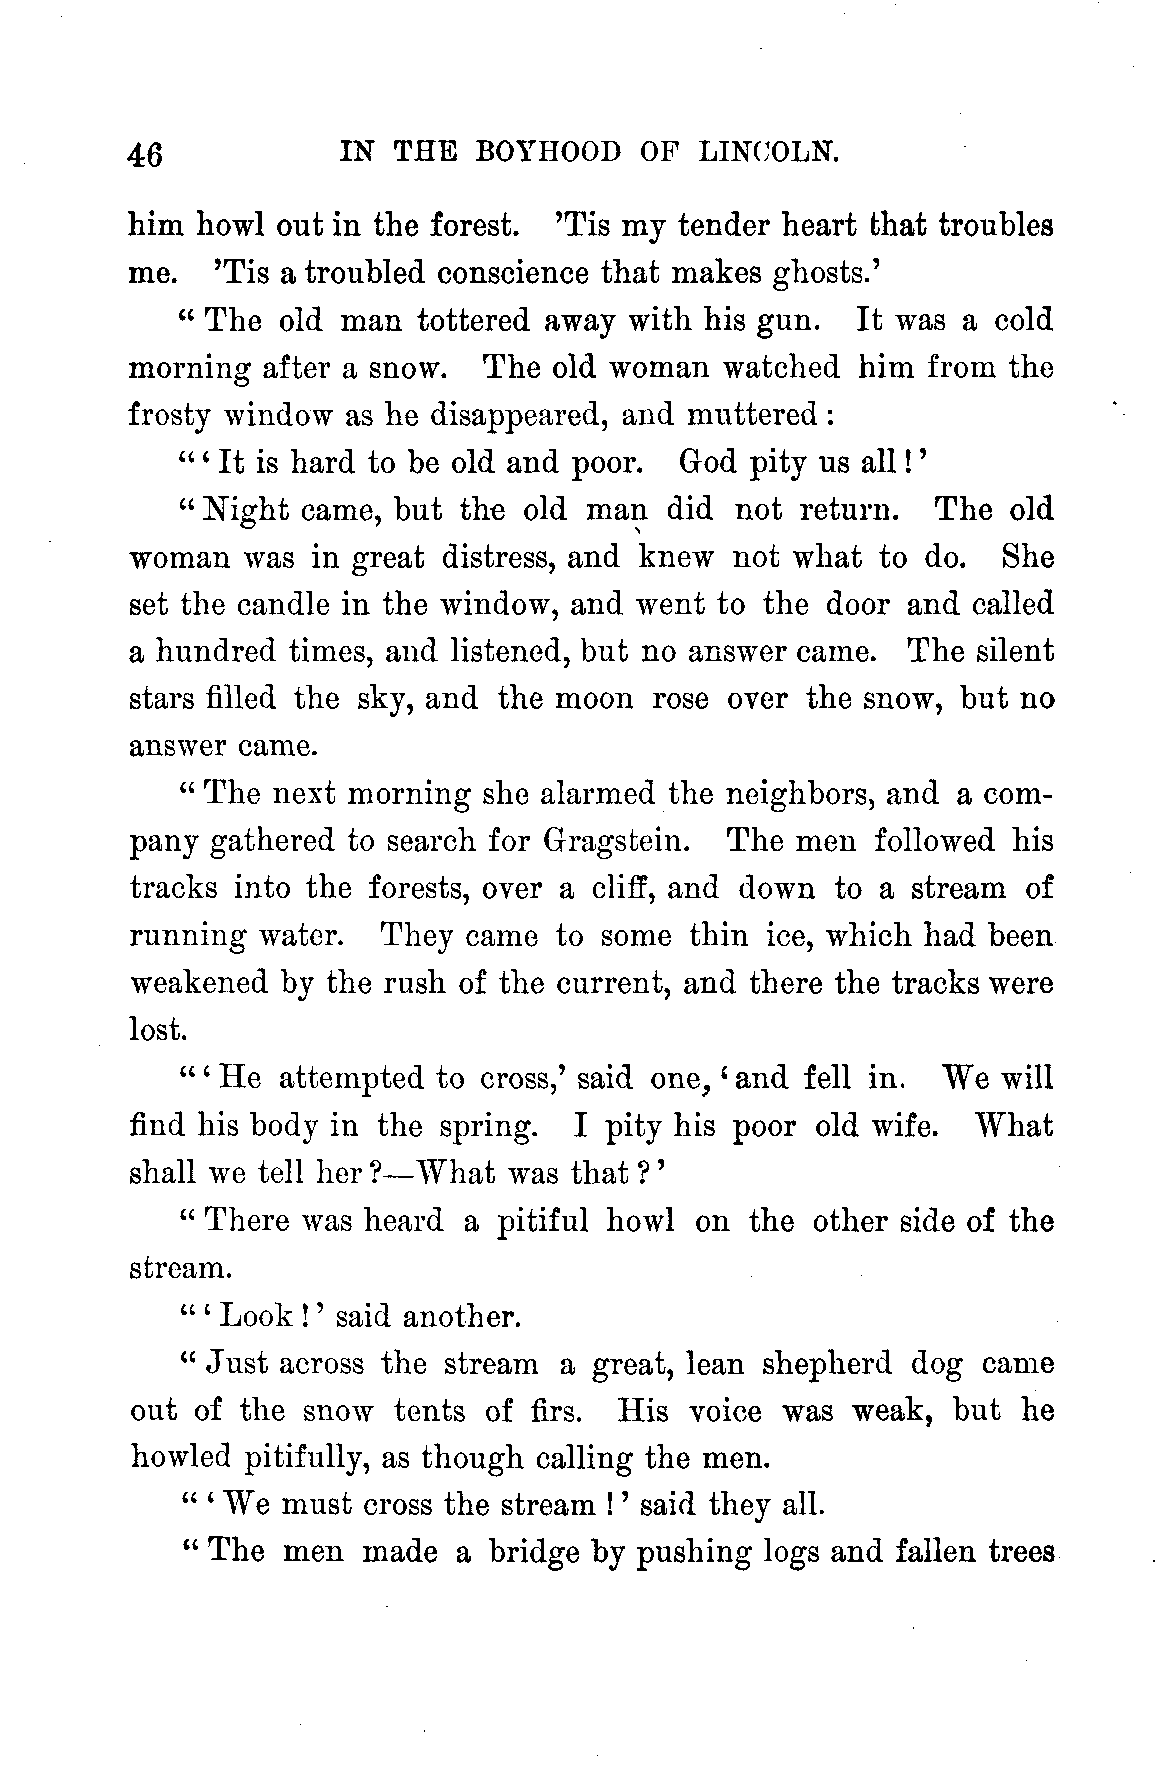 46 IN THE BOYHOOD OF LINCOLN.
him howl out in the forest. ’Tis my tender heart that troubles
me. ’Tis a troubled conscience that makes ghosts.’
“ The old man tottered away with his gun. It was a cold
morning after a snow. The old woman watched him from the
frosty window as he disappeared, and muttered :
“ ‘ It is hard to be old and poor. God pity us all ! ’
“ Night came, but the old man did not return. The old
woman was in great distress, and knew not what to do. She
set the candle in the window, and went to the door and called
a hundred times, and listened, but no answer came. The silent
stars filled the sky, and the moon rose over the snow, but no
answer came.
“ The next morning she alarmed the neighbors, and a com-
pany gathered to search for Gragstein. The men followed his
tracks into the forests, over a cliff, and down to a stream of
running water. They came to some thin ice, which had been
weakened by the rush of the current, and there the tracks were
lost.
“ ‘ He attempted to cross,’ said one, ‘ and fell in. We will
find his body in the spring. I pity his poor old wife. What
shall we tell her ?—What was that ? ’
“ There was heard a pitiful howl on the other side of the
stream.
“ ‘ Look ! ’ said another.
“ Just across the stream a great, lean shepherd dog came
out of the snow tents of firs. His voice was weak, but he
howled pitifully, as though calling the men.
“ ‘ We must cross the stream ! ’ said they all.
“ The men made a bridge by pushing logs and fallen trees